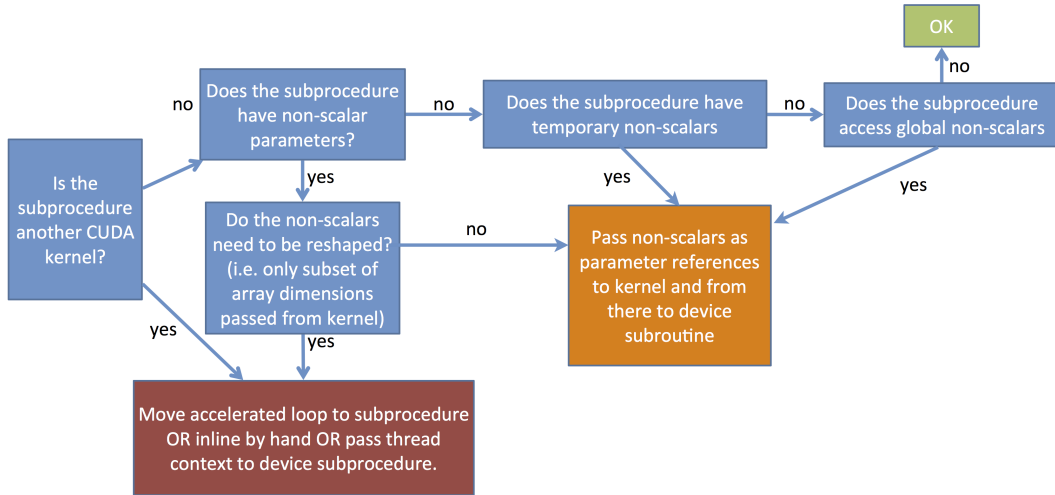 OK
no
Does the subprocedure
have non-scalar
parameters?
no
no
Does the subprocedure have
temporary non-scalars
no
Does the subprocedure
access global non-scalars
Is the
subprocedure
another CUDA
kernel?
yes
yes
yes
Do the non-scalars
need to be reshaped?
(i.e. only subset of
array dimensions
passed from kernel)
no
Pass non-scalars as
parameter references
to kernel and from
there to device
subroutine
yes
yes
Move accelerated loop to subprocedure
OR inline by hand OR pass thread
context to device subprocedure.